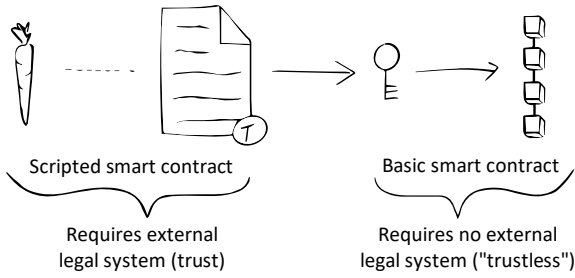 T
Scripted smart contract
Basic smart contract
Requires external
legal system (trust)
Requires no external
legal system ("trustless")